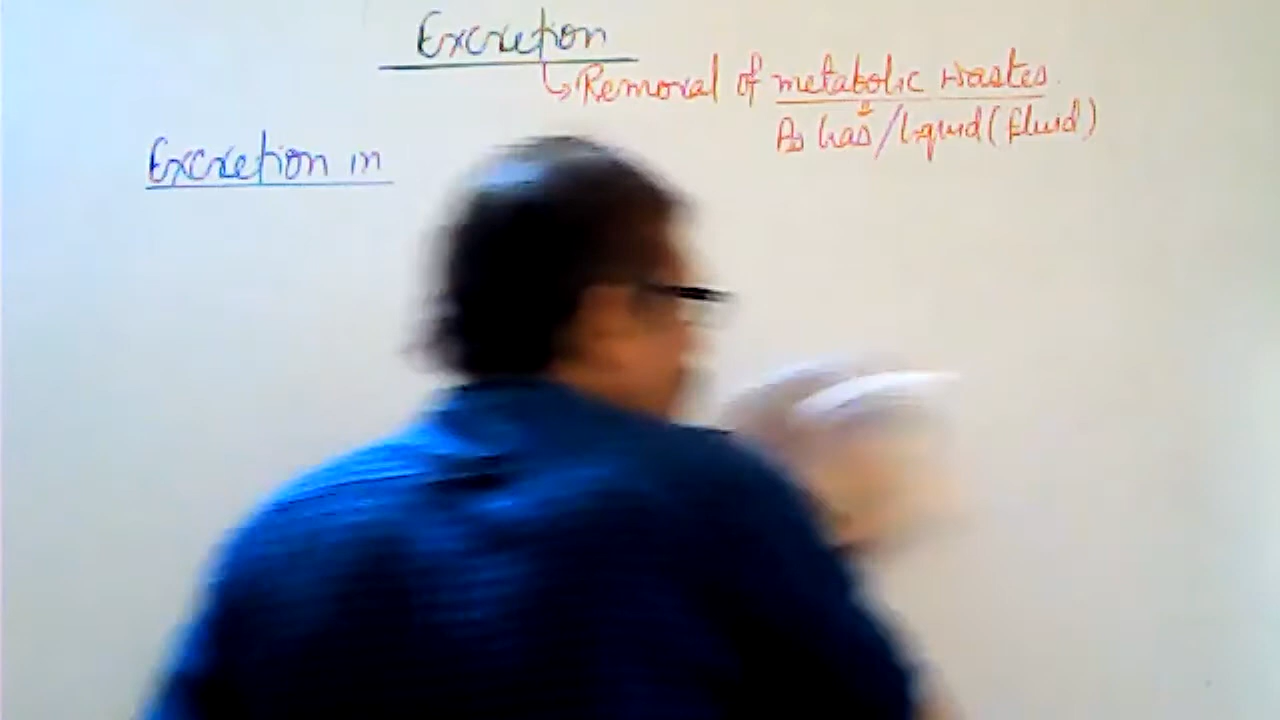 Excretion
↳ Removal of metabolic wastes.
As Gas/liquid (fluid)
Excretion in